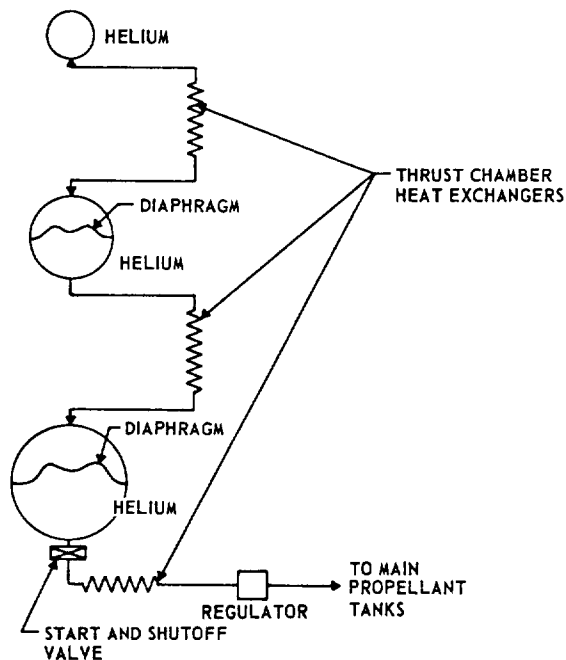 HELIUM
THRUST CHAMBER
HEAT EXCHANGERS
DIAPHRAGM
HELIUM
DIAPHRAGM
HELIUM
TO MAIN
PROPELLANT
TANKS
REGULATOR
START AND SHUTOFF
VALVE